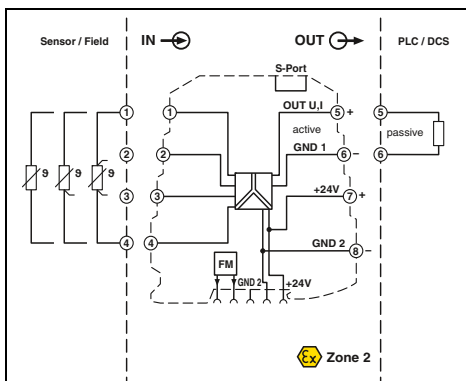 Sensor / Field
IN
OUT
PLC / DCS
S-Port
1 1 OUT U,I 5 + 5
active passive
2 2 GND 1 6 – 6
ϑ ϑ ϑ
3 3 +24V 7 +
4 4 GND 2 8 –
FM GND 2 +24V
Ex Zone 2